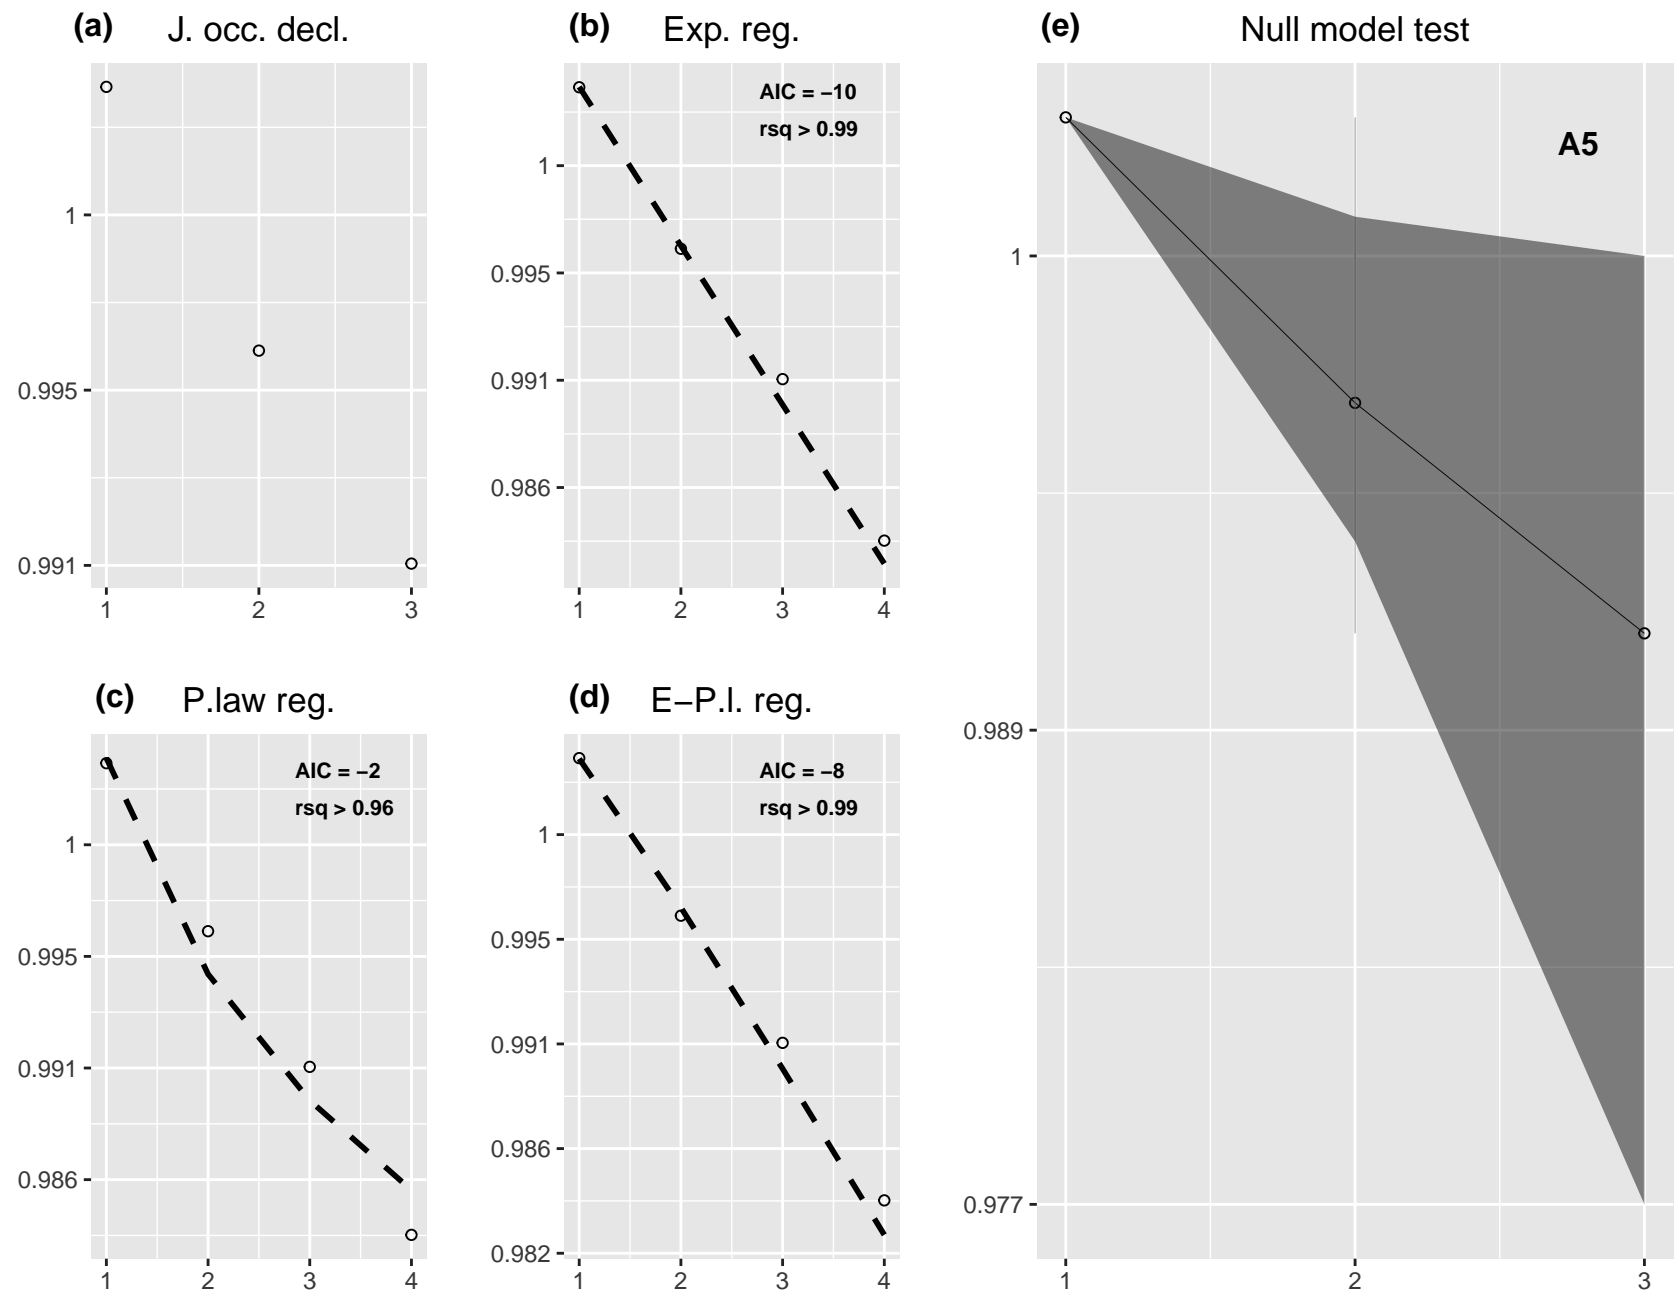 (a) J. occ. decl.
1
0.995
0.991
1 2 3
(b) Exp. reg.
AIC = −10
rsq > 0.99
1
0.995
0.991
0.986
1 2 3 4
(c) P.law reg.
AIC = −2
rsq > 0.96
1
0.995
0.991
0.986
1 2 3 4
(d) E−P.l. reg.
AIC = −8
rsq > 0.99
1
0.995
0.991
0.986
0.982
1 2 3 4
(e) Null model test
A5
1
0.989
0.977
1 2 3